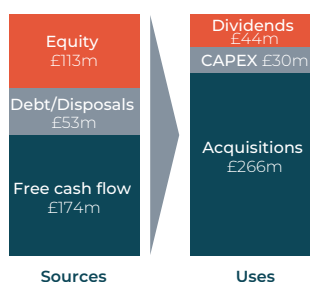 Equity
£113m
Debt/Disposals
£53m
Free cash flow
£174m
Sources
Dividends
£44m
CAPEX £30m
Acquisitions
£266m
Uses